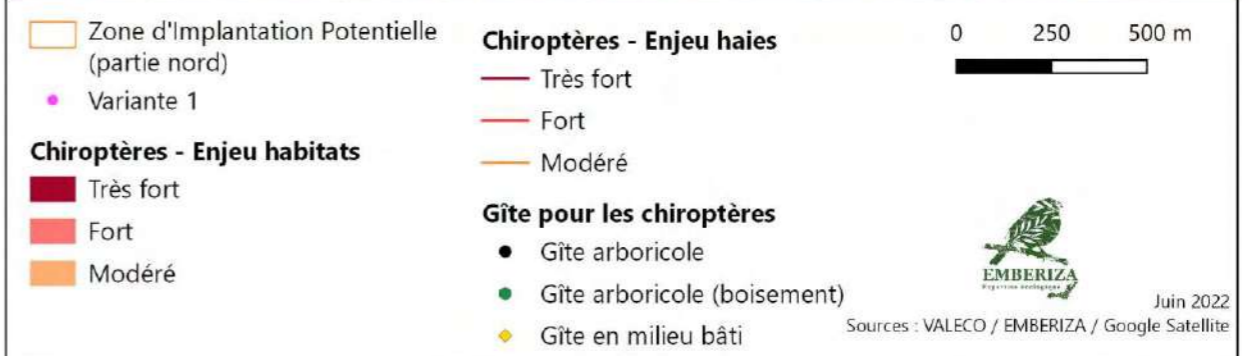 Zone d'Implantation Potentielle
(partie nord)
Variante 1
Chiroptères - Enjeu habitats
Très fort
Fort
Modéré
Chiroptères - Enjeu haies
Très fort
Fort
Modéré
Gîte pour les chiroptères
Gîte arboricole
Gîte arboricole (boisement)
Gîte en milieu bâti
0 250 500 m
EMBERIZA
Expertise écologique
Juin 2022
Sources : VALECO / EMBERIZA / Google Satellite